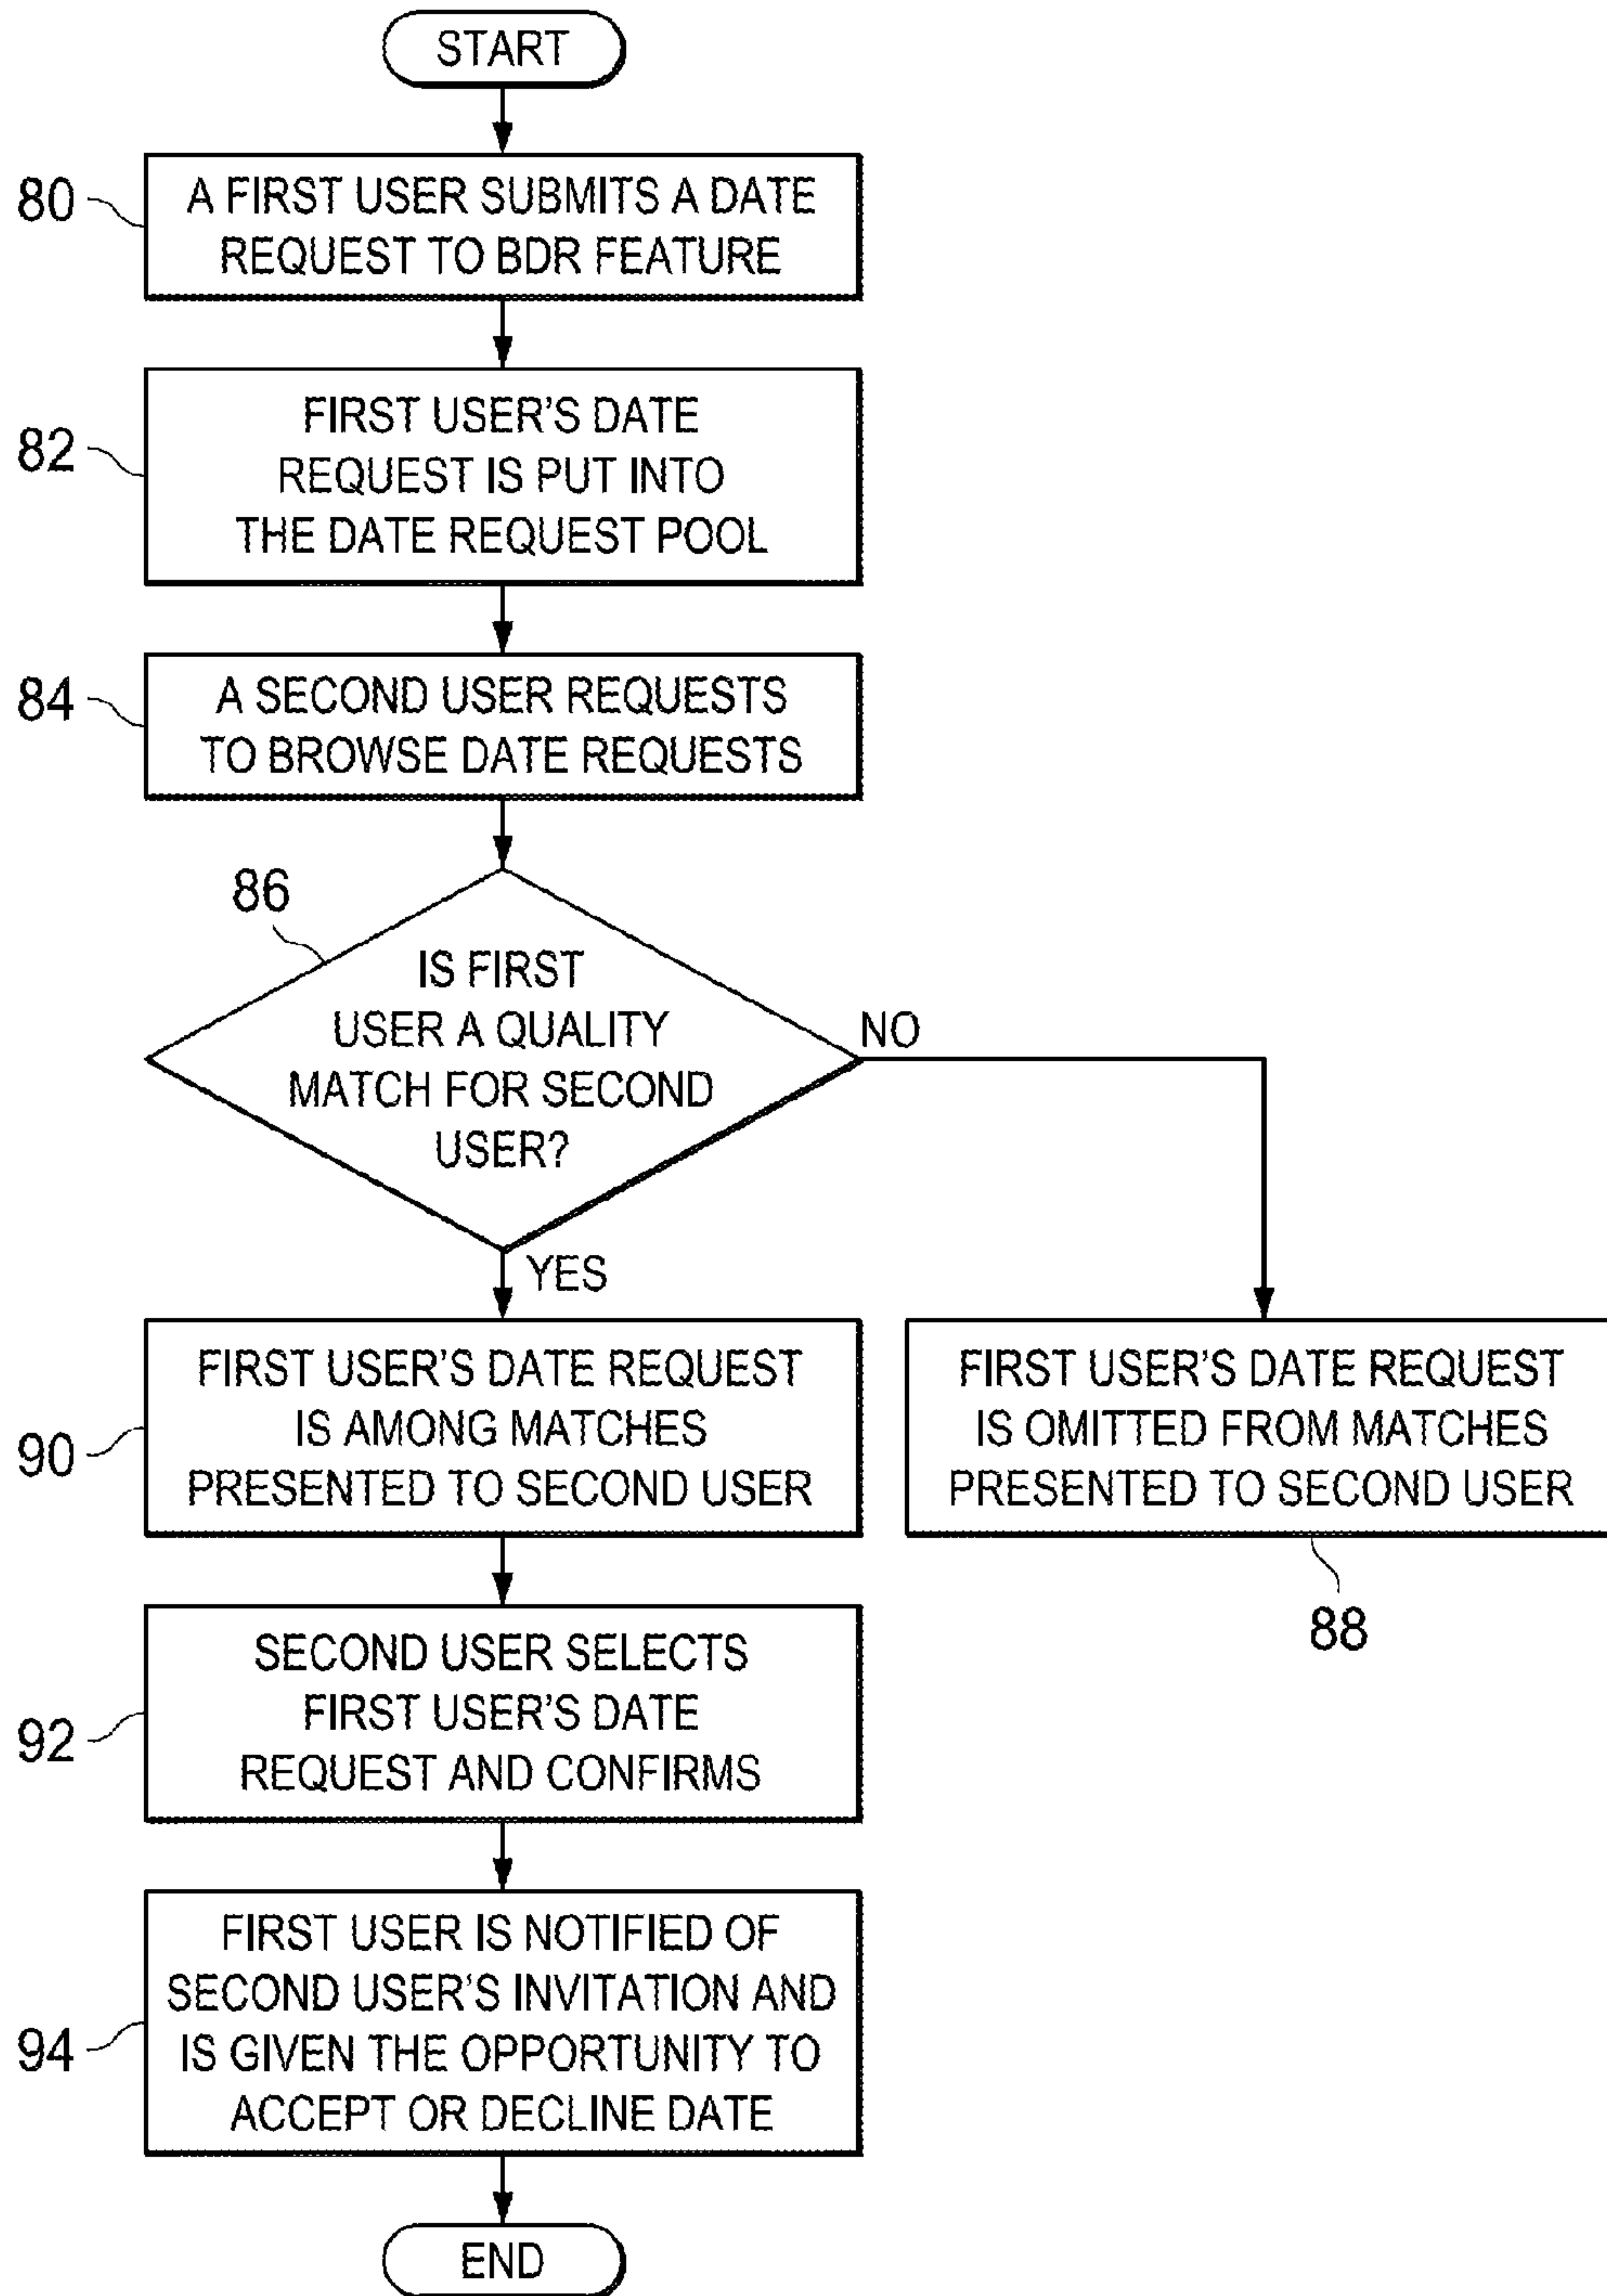 START
80
A FIRST USER SUBMITS A DATE
REQUEST TO BDR FEATURE
82
FIRST USER'S DATE
REQUEST IS PUT INTO
THE DATE REQUEST POOL
84
A SECOND USER REQUESTS
TO BROWSE DATE REQUESTS
86
IS FIRST
USER A QUALITY
MATCH FOR SECOND
USER?
NO
YES
90
FIRST USER'S DATE REQUEST
IS AMONG MATCHES
PRESENTED TO SECOND USER
FIRST USER'S DATE REQUEST
IS OMITTED FROM MATCHES
PRESENTED TO SECOND USER
88
92
SECOND USER SELECTS
FIRST USER'S DATE
REQUEST AND CONFIRMS
94
FIRST USER IS NOTIFIED OF
SECOND USER'S INVITATION AND
IS GIVEN THE OPPORTUNITY TO
ACCEPT OR DECLINE DATE
END